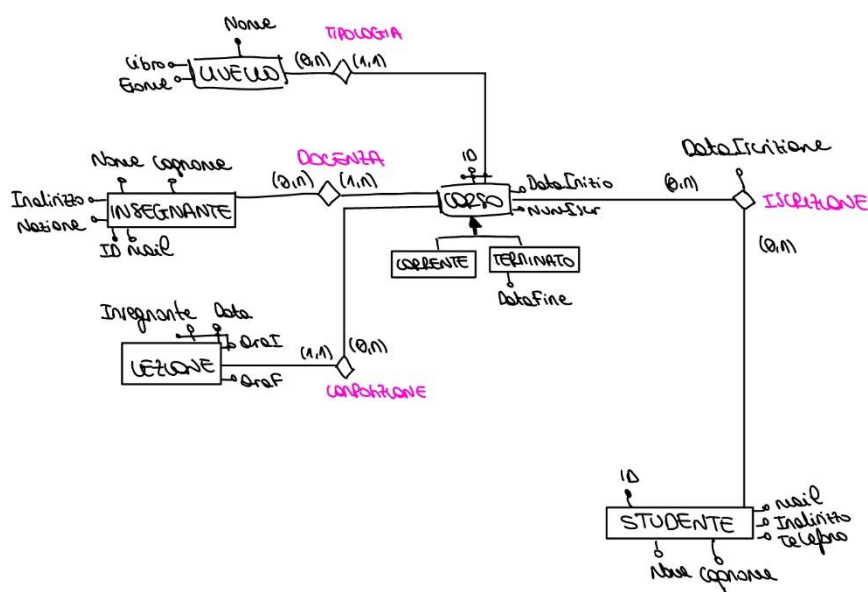 Nome
TIPOLOGIA
Libro
Esame
LIVELLO
(0,n)
(1,1)
Nome Cognome
DOCENZA
ID
DataIscrizione
Indirizzo
Nazione
INSEGNANTE
(0,n)
(1,n)
CORSO
DataInizio
NumIscr
(0,n)
ISCRIZIONE
ID Mail
CORRENTE
TERMINATO
DataFine
(0,n)
Insegnante
Data
OraI
LEZIONE
(1,1)
(0,n)
OraF
COMPOSIZIONE
ID
STUDENTE
Mail
Indirizzo
Telefono
Nome Cognome